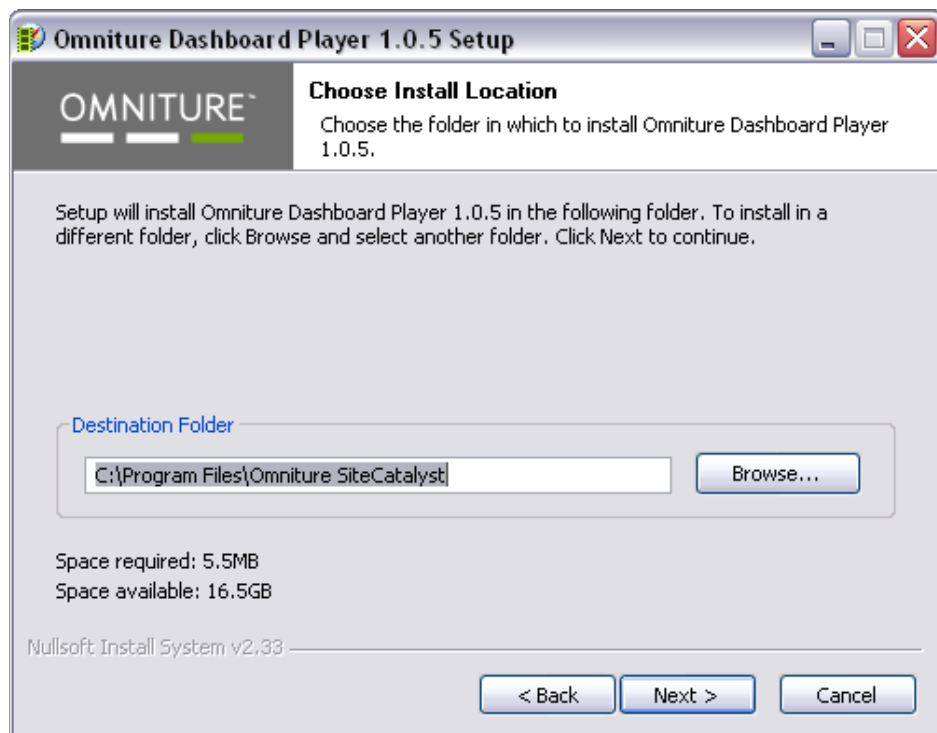 Omniture Dashboard Player 1.0.5 Setup
OMNITURE™
Choose Install Location
Choose the folder in which to install Omniture Dashboard Player
1.0.5.
Setup will install Omniture Dashboard Player 1.0.5 in the following folder. To install in a
different folder, click Browse and select another folder. Click Next to continue.
Destination Folder
C:\Program Files\Omniture SiteCatalyst
Browse...
Space required: 5.5MB
Space available: 16.5GB
Nullsoft Install System v2.33
< Back
Next >
Cancel